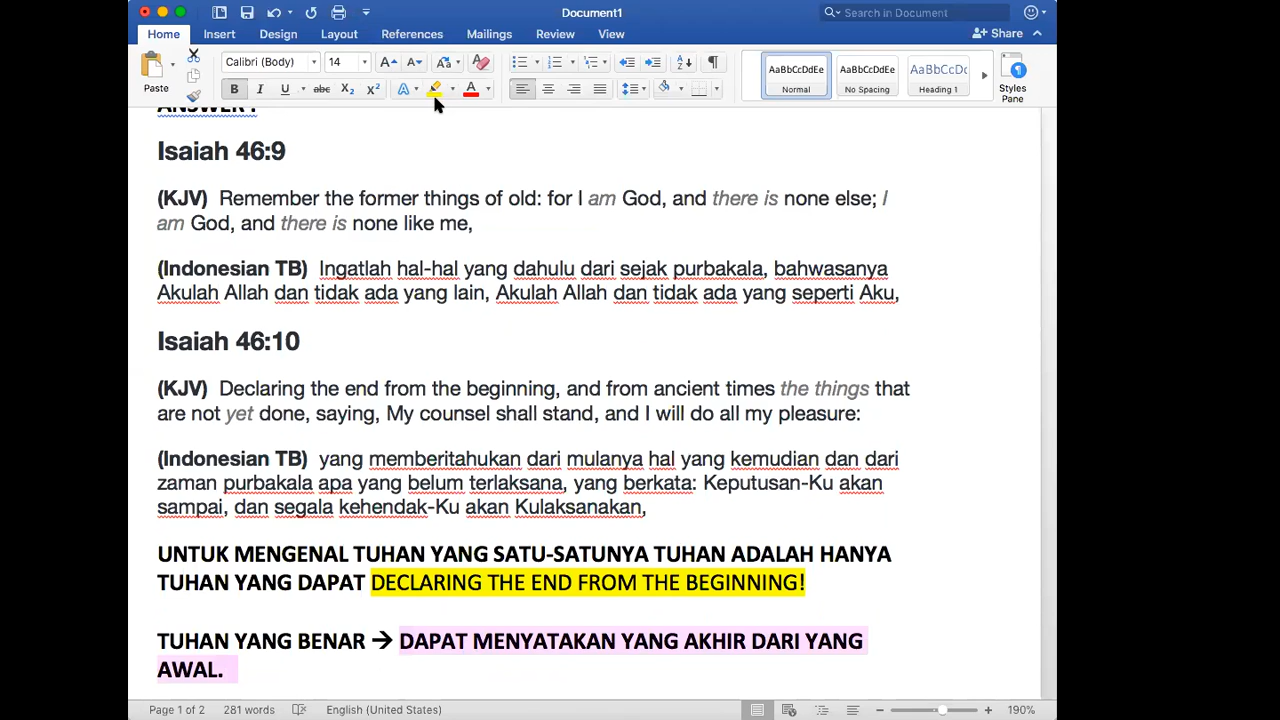 Document1
Search in Document
Home Insert Design Layout References Mailings Review View
Share
Paste
Calibri (Body) 14
AaBbCcDdEe AaBbCcDdEe AaBbCcDc
Normal No Spacing Heading 1
Styles Pane
ANSWER :
Isaiah 46:9
(KJV) Remember the former things of old: for I am God, and there is none else; I
am God, and there is none like me,
(Indonesian TB) Ingatlah hal-hal yang dahulu dari sejak purbakala, bahwasanya
Akulah Allah dan tidak ada yang lain, Akulah Allah dan tidak ada yang seperti Aku,
Isaiah 46:10
(KJV) Declaring the end from the beginning, and from ancient times the things that
are not yet done, saying, My counsel shall stand, and I will do all my pleasure:
(Indonesian TB) yang memberitahukan dari mulanya hal yang kemudian dan dari
zaman purbakala apa yang belum terlaksana, yang berkata: Keputusan-Ku akan
sampai, dan segala kehendak-Ku akan Kulaksanakan,
UNTUK MENGENAL TUHAN YANG SATU-SATUNYA TUHAN ADALAH HANYA
TUHAN YANG DAPAT DECLARING THE END FROM THE BEGINNING!
TUHAN YANG BENAR → DAPAT MENYATAKAN YANG AKHIR DARI YANG
AWAL.
Page 1 of 2 281 words English (United States) 190%